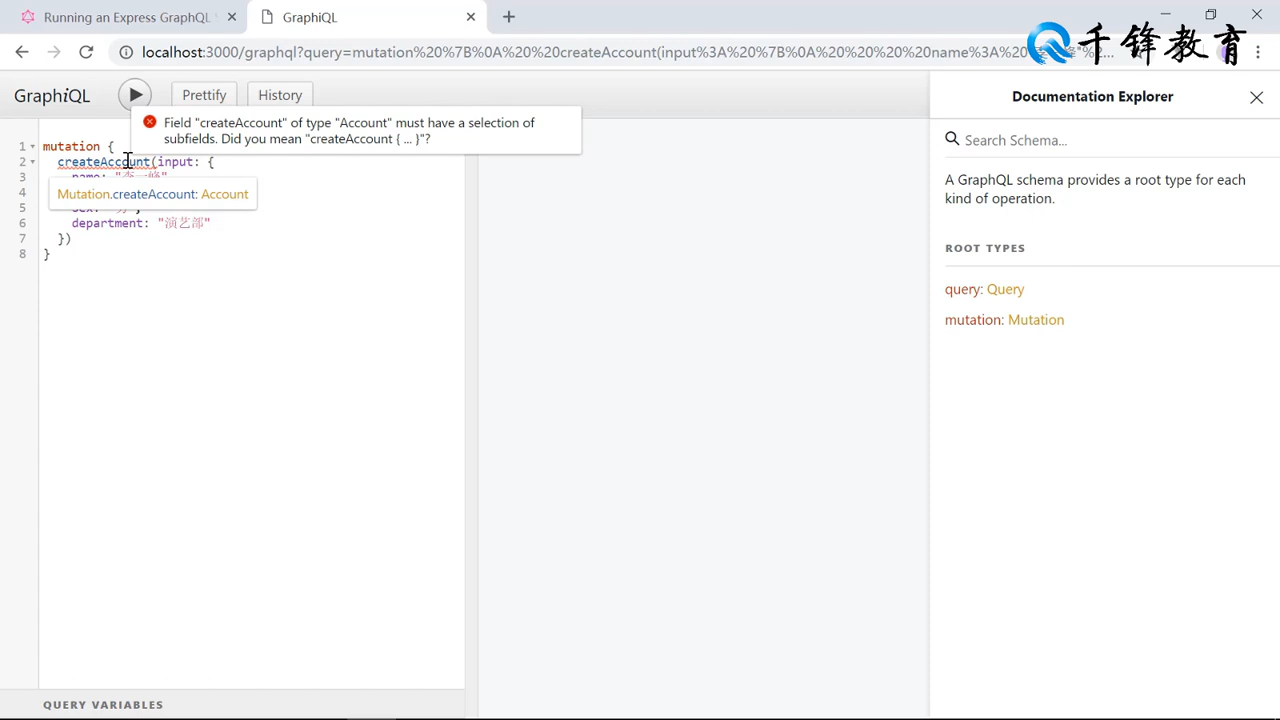 Running an Express GraphQL
GraphiQL
localhost:3000/graphql?query=mutation%20%7B%0A%20%20createAccount(input%3A%20%7B%0A%20%20%20%20name%3A%20
千锋教育
GraphiQL
Prettify
History
Documentation Explorer
Field "createAccount" of type "Account" must have a selection of
subfields. Did you mean "createAccount { ... }"?
Search Schema...
A GraphQL schema provides a root type for each
kind of operation.
ROOT TYPES
query: Query
mutation: Mutation
1 mutation {
2 createAccount(input: {
3
Mutation.createAccount: Account
4
5
6 department: "演艺部"
7 })
8 }
QUERY VARIABLES